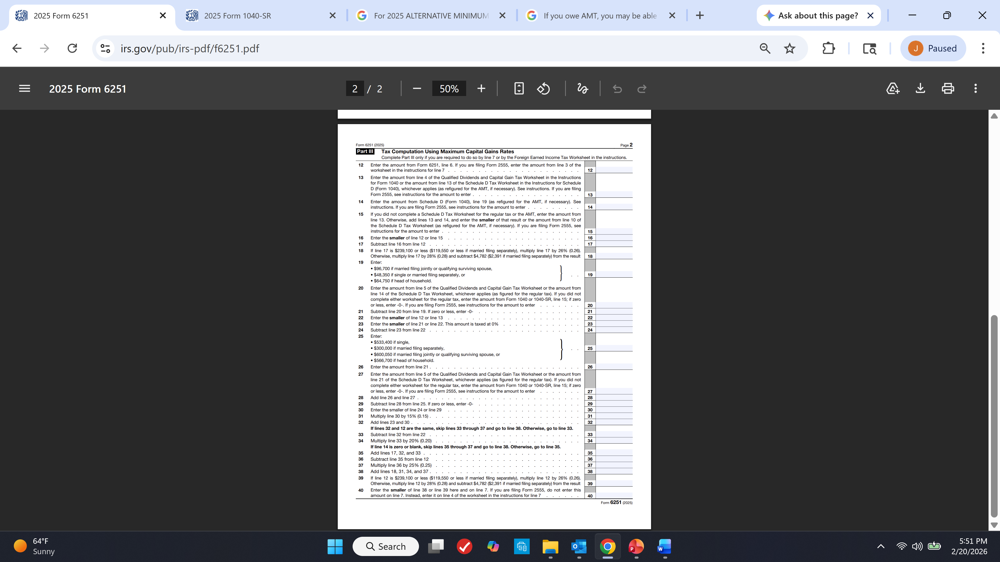 2025 Form 6251
2025 Form 1040-SR
For 2025 ALTERNATIVE MINIMUM
If you owe AMT, you may be able
Ask about this page?
irs.gov/pub/irs-pdf/f6251.pdf
J Paused
2025 Form 6251
2 / 2
50%
Form 6251 (2025) Page 2
Part III Tax Computation Using Maximum Capital Gains Rates
Complete Part III only if you are required to do so by line 7 or by the Foreign Earned Income Tax Worksheet in the instructions.
12 Enter the amount from Form 6251, line 6. If you are filing Form 2555, enter the amount from line 3 of the
worksheet in the instructions for line 7 . . . . . . . . . . . . . . . . . . . . . . 12
13 Enter the amount from line 4 of the Qualified Dividends and Capital Gain Tax Worksheet in the Instructions
for Form 1040 or the amount from line 13 of the Schedule D Tax Worksheet in the Instructions for Schedule
D (Form 1040), whichever applies (as refigured for the AMT, if necessary). See instructions. If you are filing
Form 2555, see instructions for the amount to enter . . . . . . . . . . . . . . . . . . 13
14 Enter the amount from Schedule D (Form 1040), line 19 (as refigured for the AMT, if necessary). See
instructions. If you are filing Form 2555, see instructions for the amount to enter . . . . . . . . . 14
15 If you did not complete a Schedule D Tax Worksheet for the regular tax or the AMT, enter the amount from
line 13. Otherwise, add lines 13 and 14, and enter the smaller of that result or the amount from line 10 of
the Schedule D Tax Worksheet (as refigured for the AMT, if necessary). If you are filing Form 2555, see
instructions for the amount to enter . . . . . . . . . . . . . . . . . . . . . . . 15
16 Enter the smaller of line 12 or line 15 . . . . . . . . . . . . . . . . . . . . . . 16
17 Subtract line 16 from line 12 . . . . . . . . . . . . . . . . . . . . . . . . . 17
18 If line 17 is $239,100 or less ($119,550 or less if married filing separately), multiply line 17 by 26% (0.26).
Otherwise, multiply line 17 by 28% (0.28) and subtract $4,782 ($2,391 if married filing separately) from the result 18
19 Enter:
• $96,700 if married filing jointly or qualifying surviving spouse,
• $48,350 if single or married filing separately, or } . . 19
• $64,750 if head of household.
20 Enter the amount from line 5 of the Qualified Dividends and Capital Gain Tax Worksheet or the amount from
line 14 of the Schedule D Tax Worksheet, whichever applies (as figured for the regular tax). If you did not
complete either worksheet for the regular tax, enter the amount from Form 1040 or 1040-SR, line 15; if zero
or less, enter -0-. If you are filing Form 2555, see instructions for the amount to enter . . . . . . . 20
21 Subtract line 20 from line 19. If zero or less, enter -0- . . . . . . . . . . . . . . . . . 21
22 Enter the smaller of line 12 or line 13 . . . . . . . . . . . . . . . . . . . . . . 22
23 Enter the smaller of line 21 or line 22. This amount is taxed at 0% . . . . . . . . . . . . . 23
24 Subtract line 23 from line 22 . . . . . . . . . . . . . . . . . . . . . . . . . 24
25 Enter:
• $533,400 if single,
• $300,000 if married filing separately, } . . 25
• $600,050 if married filing jointly or qualifying surviving spouse, or
• $566,700 if head of household.
26 Enter the amount from line 21 . . . . . . . . . . . . . . . . . . . . . . . . . 26
27 Enter the amount from line 5 of the Qualified Dividends and Capital Gain Tax Worksheet or the amount from
line 21 of the Schedule D Tax Worksheet, whichever applies (as figured for the regular tax). If you did not
complete either worksheet for the regular tax, enter the amount from Form 1040 or 1040-SR, line 15; if zero
or less, enter -0-. If you are filing Form 2555, see instructions for the amount to enter . . . . . . . 27
28 Add line 26 and line 27 . . . . . . . . . . . . . . . . . . . . . . . . . . . 28
29 Subtract line 28 from line 25. If zero or less, enter -0- . . . . . . . . . . . . . . . . . 29
30 Enter the smaller of line 24 or line 29 . . . . . . . . . . . . . . . . . . . . . . 30
31 Multiply line 30 by 15% (0.15) . . . . . . . . . . . . . . . . . . . . . . . . . 31
32 Add lines 23 and 30 . . . . . . . . . . . . . . . . . . . . . . . . . . . . 32
If lines 32 and 12 are the same, skip lines 33 through 37 and go to line 38. Otherwise, go to line 33.
33 Subtract line 32 from line 22 . . . . . . . . . . . . . . . . . . . . . . . . . 33
34 Multiply line 33 by 20% (0.20) . . . . . . . . . . . . . . . . . . . . . . . . 34
If line 14 is zero or blank, skip lines 35 through 37 and go to line 38. Otherwise, go to line 35.
35 Add lines 17, 32, and 33 . . . . . . . . . . . . . . . . . . . . . . . . . . 35
36 Subtract line 35 from line 12 . . . . . . . . . . . . . . . . . . . . . . . . 36
37 Multiply line 36 by 25% (0.25) . . . . . . . . . . . . . . . . . . . . . . . . 37
38 Add lines 18, 31, 34, and 37 . . . . . . . . . . . . . . . . . . . . . . . . . 38
39 If line 12 is $239,100 or less ($119,550 or less if married filing separately), multiply line 12 by 26% (0.26).
Otherwise, multiply line 12 by 28% (0.28) and subtract $4,782 ($2,391 if married filing separately) from the result 39
40 Enter the smaller of line 38 or line 39 here and on line 7. If you are filing Form 2555, do not enter this
amount on line 7. Instead, enter it on line 4 of the worksheet in the instructions for line 7 . . . . . . 40
Form 6251 (2025)
64°F
Sunny
Search
5:51 PM
2/20/2026